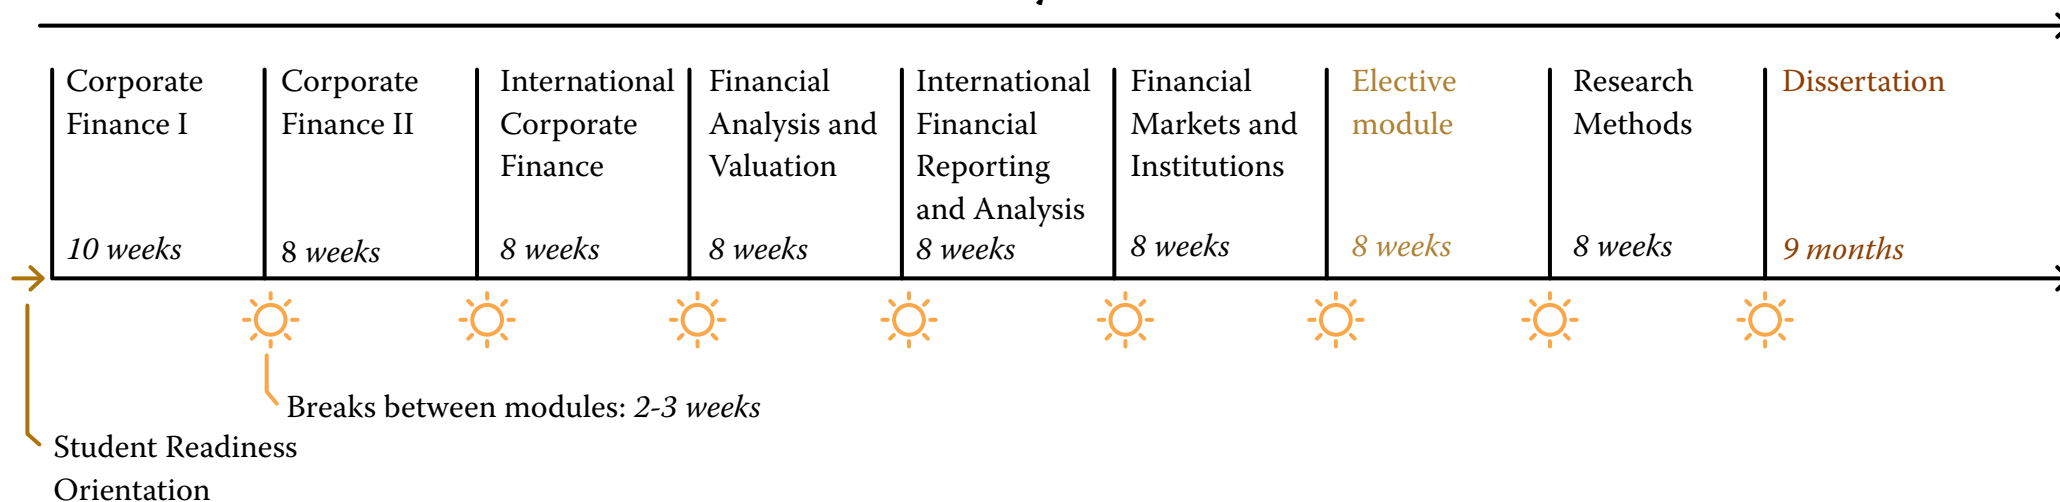 Corporate
Finance I
10 weeks
Corporate
Finance II
8 weeks
International
Corporate
Finance
8 weeks
Financial
Analysis and
Valuation
8 weeks
International
Financial
Reporting
and Analysis
8 weeks
Financial
Markets and
Institutions
8 weeks
Elective
module
8 weeks
Research
Methods
8 weeks
Dissertation
9 months
Breaks between modules: 2-3 weeks
Student Readiness
Orientation